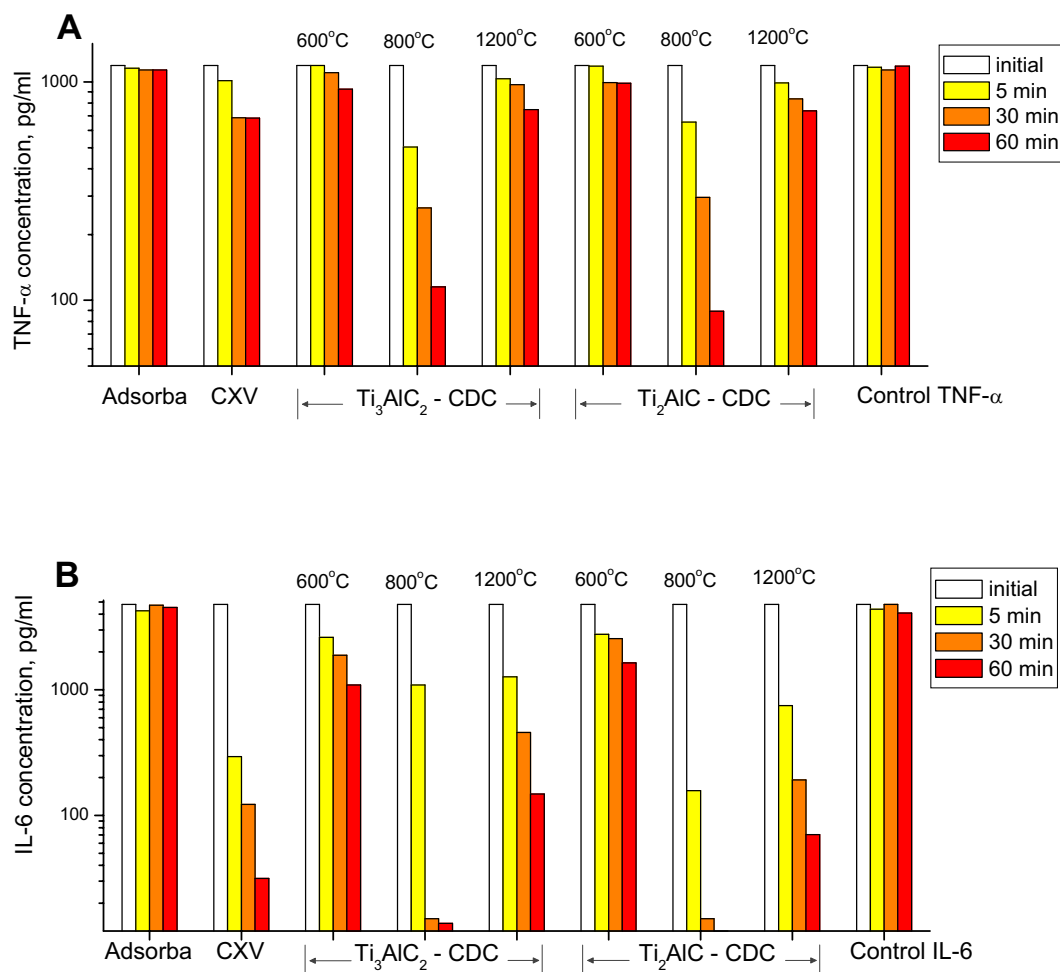 A
600°C 800°C 1200°C 600°C 800°C 1200°C
initial
5 min
30 min
60 min
TNF-α concentration, pg/ml
1000
100
Adsorba CXV Ti₃AlC₂ - CDC Ti₂AlC - CDC Control TNF-α
B
600°C 800°C 1200°C 600°C 800°C 1200°C
initial
5 min
30 min
60 min
IL-6 concentration, pg/ml
1000
100
Adsorba CXV Ti₃AlC₂ - CDC Ti₂AlC - CDC Control IL-6